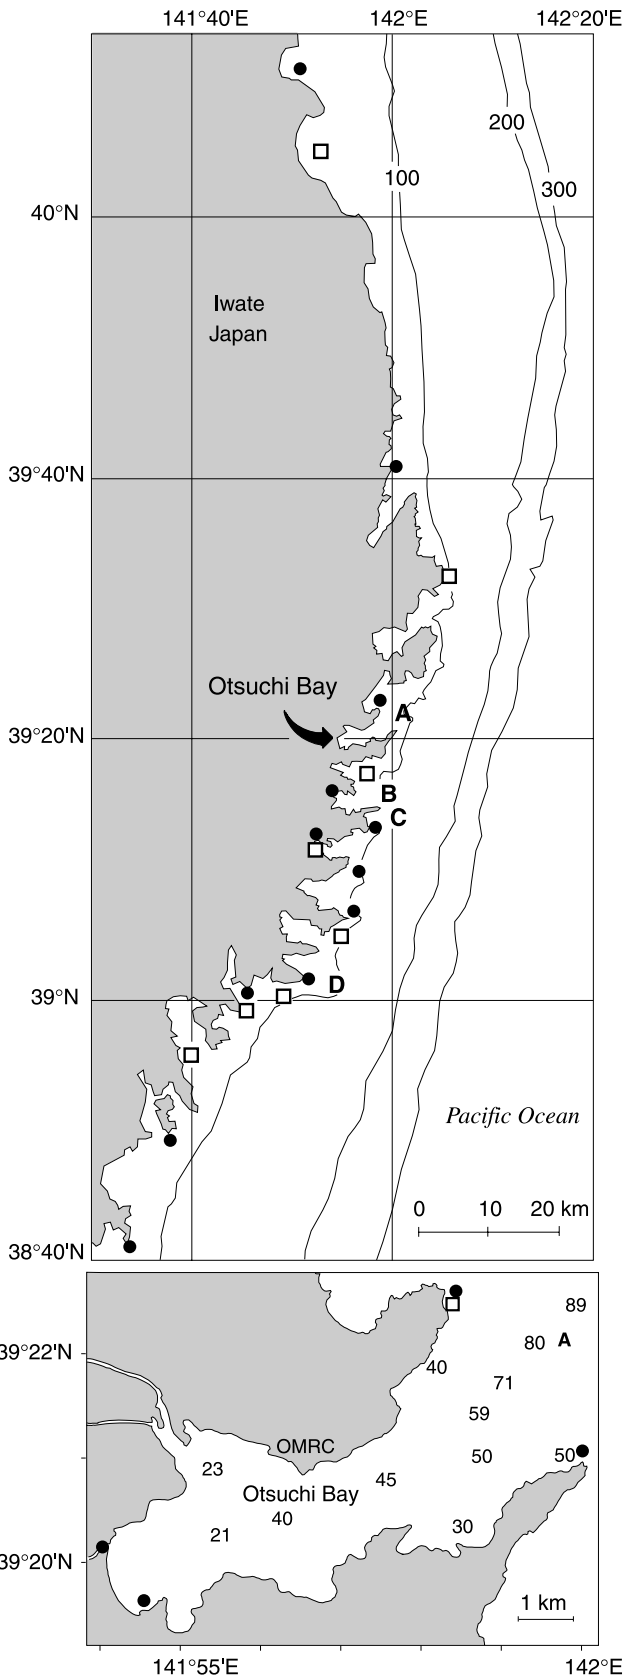 141°40'E 142°E 142°20'E
200
100
300
40°N
Iwate
Japan
39°40'N
Otsuchi Bay
A
39°20'N
B
C
D
39°N
Pacific Ocean
0 10 20 km
38°40'N
89
39°22'N
80 A
40
71
59
OMRC
50 50
23
45
Otsuchi Bay
40
30
21
39°20'N
1 km
141°55'E 142°E